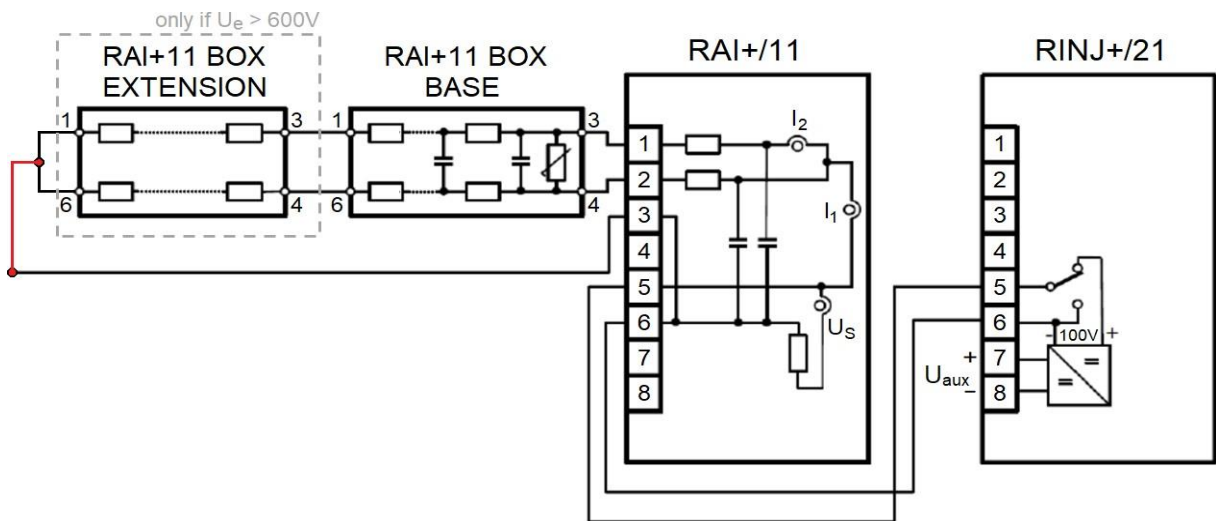 only if Ue > 600V
RAI+11 BOX
EXTENSION
RAI+11 BOX
BASE
RAI+/11
RINJ+/21
1
3
6
4
1
3
6
4
1
2
3
4
5
6
7
8
I2
I1
US
1
2
3
4
5
6
7
8
- 100V +
+
Uaux
−
=
=